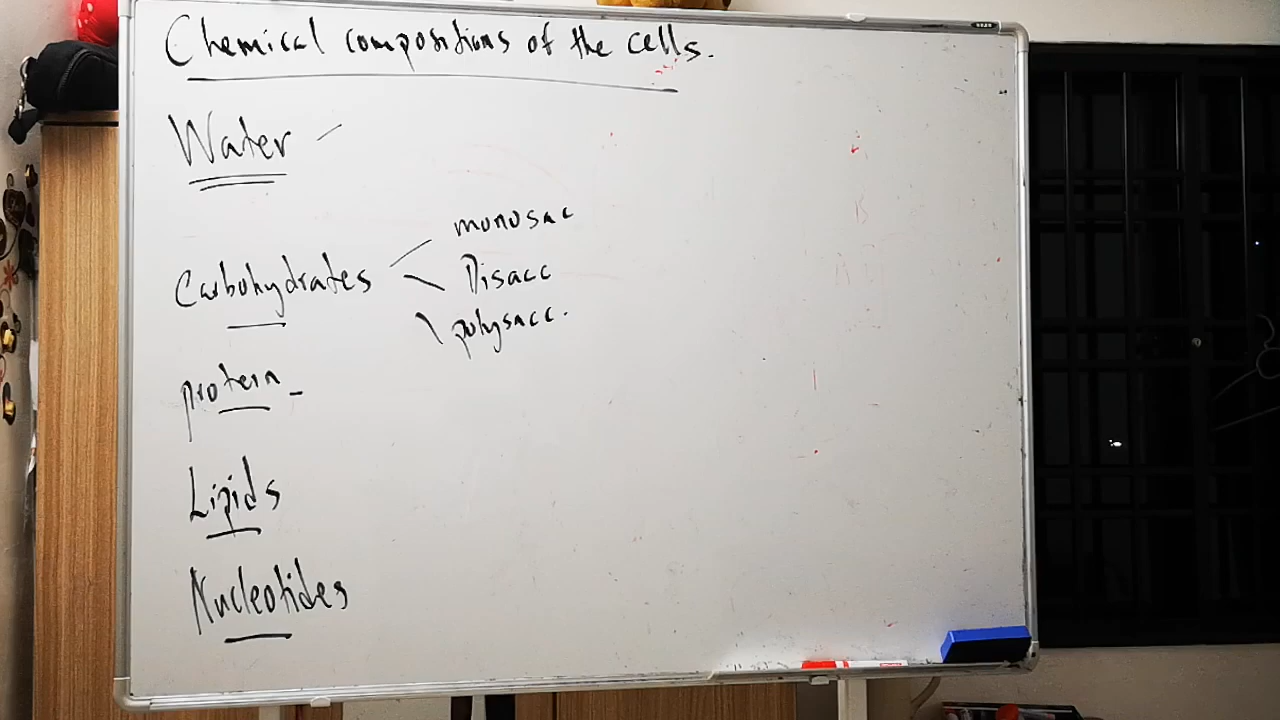 Chemical compositions of the cells.
Water
monosac
Carbohydrates
Disacc
polysacc.
protein
Lipids
Nucleotides